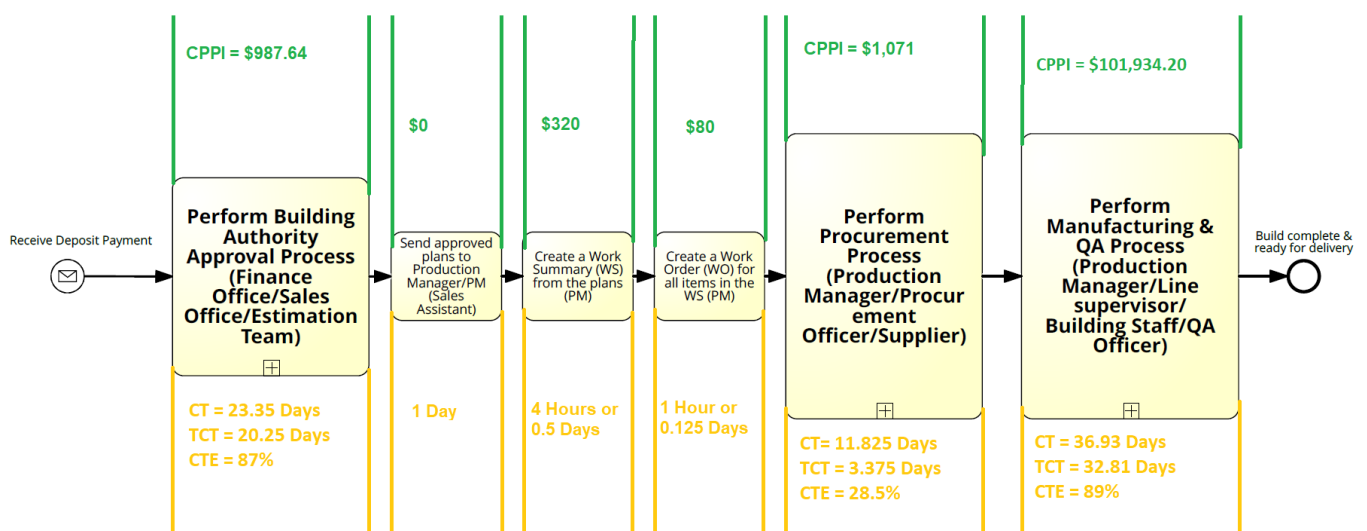 CPPI = $987.64
$0
$320
$80
CPPI = $1,071
CPPI = $101,934.20
Receive Deposit Payment
Perform Building
Authority
Approval Process
(Finance
Office/Sales
Office/Estimation
Team)
Send approved
plans to
Production
Manager/PM
(Sales
Assistant)
Create a Work
Summary (WS)
from the plans
(PM)
Create a Work
Order (WO) for
all items in the
WS (PM)
Perform
Procurement
Process
(Production
Manager/Procur
ement
Officer/Supplier)
Perform
Manufacturing &
QA Process
(Production
Manager/Line
supervisor/
Building Staff/QA
Officer)
Build complete &
ready for delivery
CT = 23.35 Days
TCT = 20.25 Days
CTE = 87%
1 Day
4 Hours or
0.5 Days
1 Hour or
0.125 Days
CT= 11.825 Days
TCT = 3.375 Days
CTE = 28.5%
CT = 36.93 Days
TCT = 32.81 Days
CTE = 89%